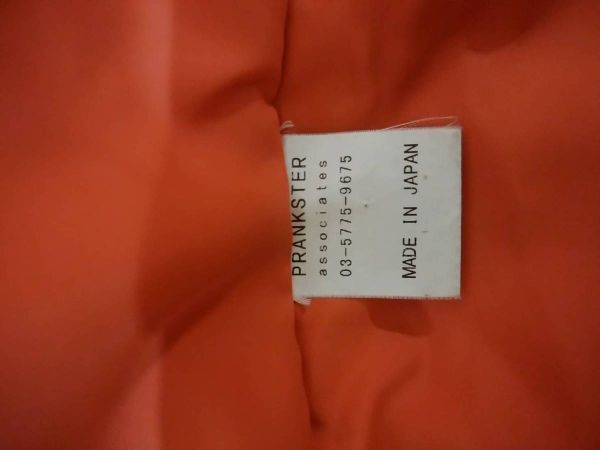 PRANKSTER
associates
03-5775-9675
MADE IN JAPAN